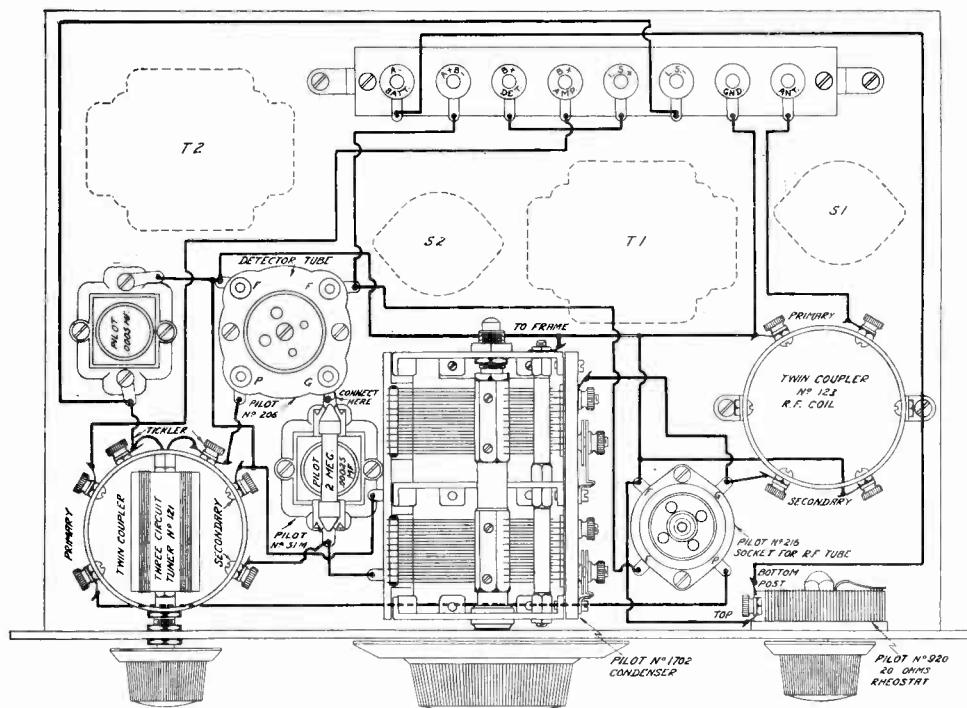 A-
BATT.
A+B-
B+
DET.
B+
AMP.
L.S.+
L.S.-
GND.
ANT.
T2
S2
T1
S1
DETECTOR TUBE
F
F
P
G
PILOT
.0005 MF.
PILOT
Nº 206
CONNECT
HERE
TO FRAME
PRIMARY
TWIN COUPLER
Nº 123
R.F. COIL
SECONDARY
TICKLER
PRIMARY
TWIN COUPLER
THREE CIRCUIT
TUNER Nº 121
SECONDARY
PILOT
2 MEG.
.00025
MF
PILOT
Nº 51M
P
PILOT Nº 216
SOCKET FOR R.F. TUBE
BOTTOM
POST
TOP
PILOT Nº 1702
CONDENSER
PILOT Nº 920
20 OHMS
RHEOSTAT